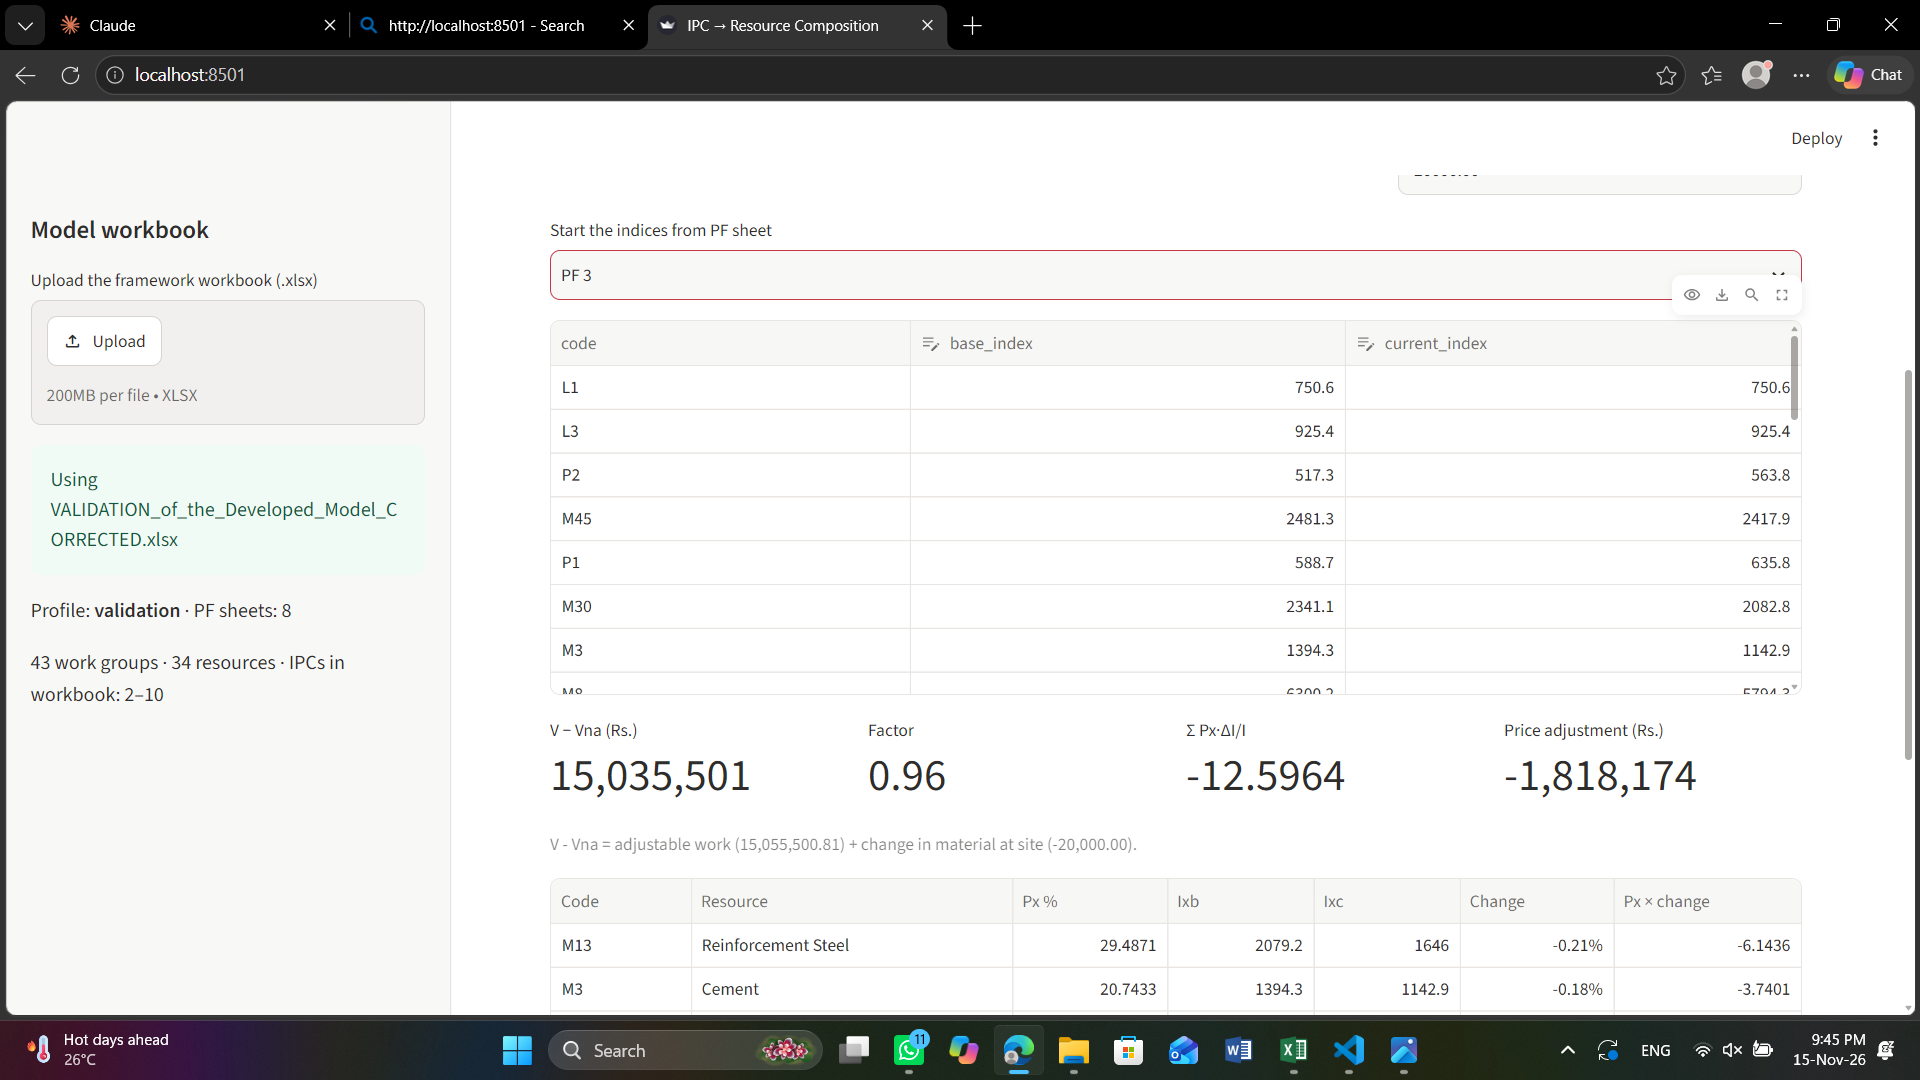 Claude
http://localhost:8501 - Search
IPC → Resource Composition
localhost:8501
Chat
Deploy
Model workbook
Upload the framework workbook (.xlsx)
Upload
200MB per file • XLSX
Using
VALIDATION_of_the_Developed_Model_C
ORRECTED.xlsx
Profile: validation · PF sheets: 8
43 work groups · 34 resources · IPCs in
workbook: 2–10
Start the indices from PF sheet
PF 3
code base_index current_index
L1 750.6 750.6
L3 925.4 925.4
P2 517.3 563.8
M45 2481.3 2417.9
P1 588.7 635.8
M30 2341.1 2082.8
M3 1394.3 1142.9
M8 6300.2 5794.3
V − Vna (Rs.) Factor Σ Px·ΔI/I Price adjustment (Rs.)
15,035,501 0.96 -12.5964 -1,818,174
V - Vna = adjustable work (15,055,500.81) + change in material at site (-20,000.00).
Code Resource Px % Ixb Ixc Change Px × change
M13 Reinforcement Steel 29.4871 2079.2 1646 -0.21% -6.1436
M3 Cement 20.7433 1394.3 1142.9 -0.18% -3.7401
Hot days ahead
26°C
Search
11
ENG
9:45 PM
15-Nov-26